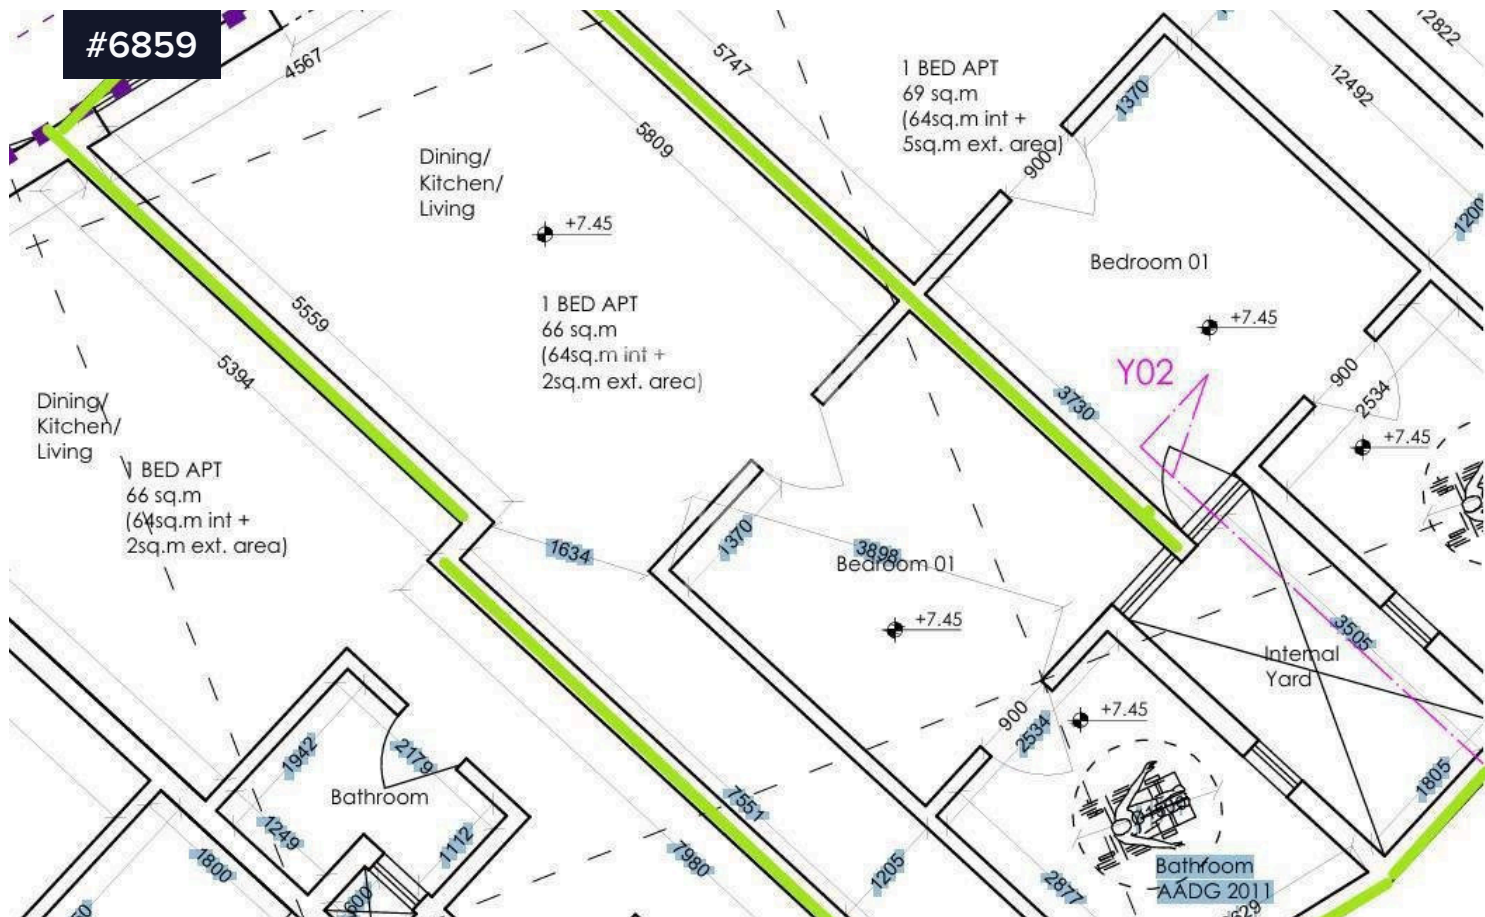 #6859
4567
5747
12822
12492
1 BED APT
69 sq.m
(64sq.m int +
5sq.m ext. area)
1370
900
5809
Dining/
Kitchen/
Living
+7.45
1200
Bedroom 01
+7.45
5559
1 BED APT
66 sq.m
(64sq.m int +
2sq.m ext. area)
5394
Y02
3730
900
2534
+7.45
Dining/
Kitchen/
Living
1 BED APT
66 sq.m
(64sq.m int +
2sq.m ext. area)
1634
1370
3898
Bedroom 01
+7.45
3505
Internal
Yard
900
2534
+7.45
1942
2179
Bathroom
1249
1800
1112
600
7551
7980
1205
2877
1805
Bathroom
AADG 2011